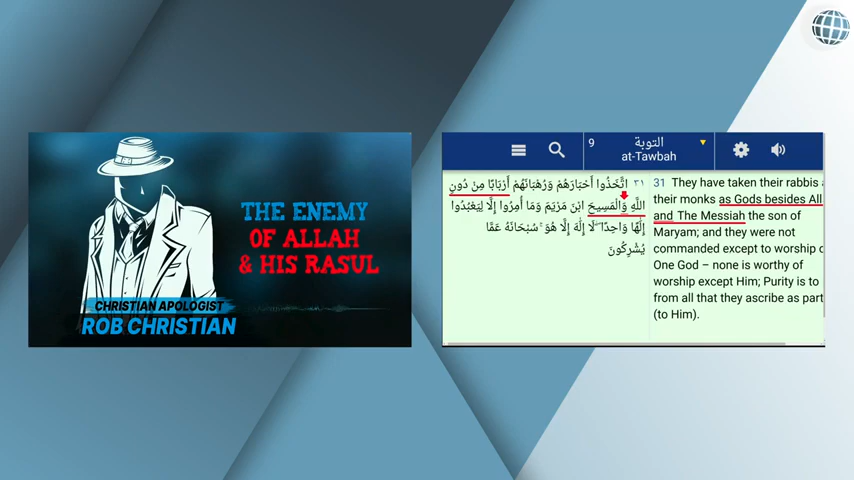 THE ENEMY
OF ALLAH
& HIS RASUL
CHRISTIAN APOLOGIST
ROB CHRISTIAN
9
التوبة
at-Tawbah
٣١ اتَّخَذُوا أَحْبَارَهُمْ وَرُهْبَانَهُمْ أَرْبَابًا مِنْ دُونِ
اللَّهِ وَالْمَسِيحَ ابْنَ مَرْيَمَ وَمَا أُمِرُوا إِلَّا لِيَعْبُدُوا
إِلَٰهًا وَاحِدًا ۖ لَا إِلَٰهَ إِلَّا هُوَ ۚ سُبْحَانَهُ عَمَّا
يُشْرِكُونَ
31 They have taken their rabbis
their monks as Gods besides All
and The Messiah the son of
Maryam; and they were not
commanded except to worship
One God – none is worthy of
worship except Him; Purity is to
from all that they ascribe as part
(to Him).